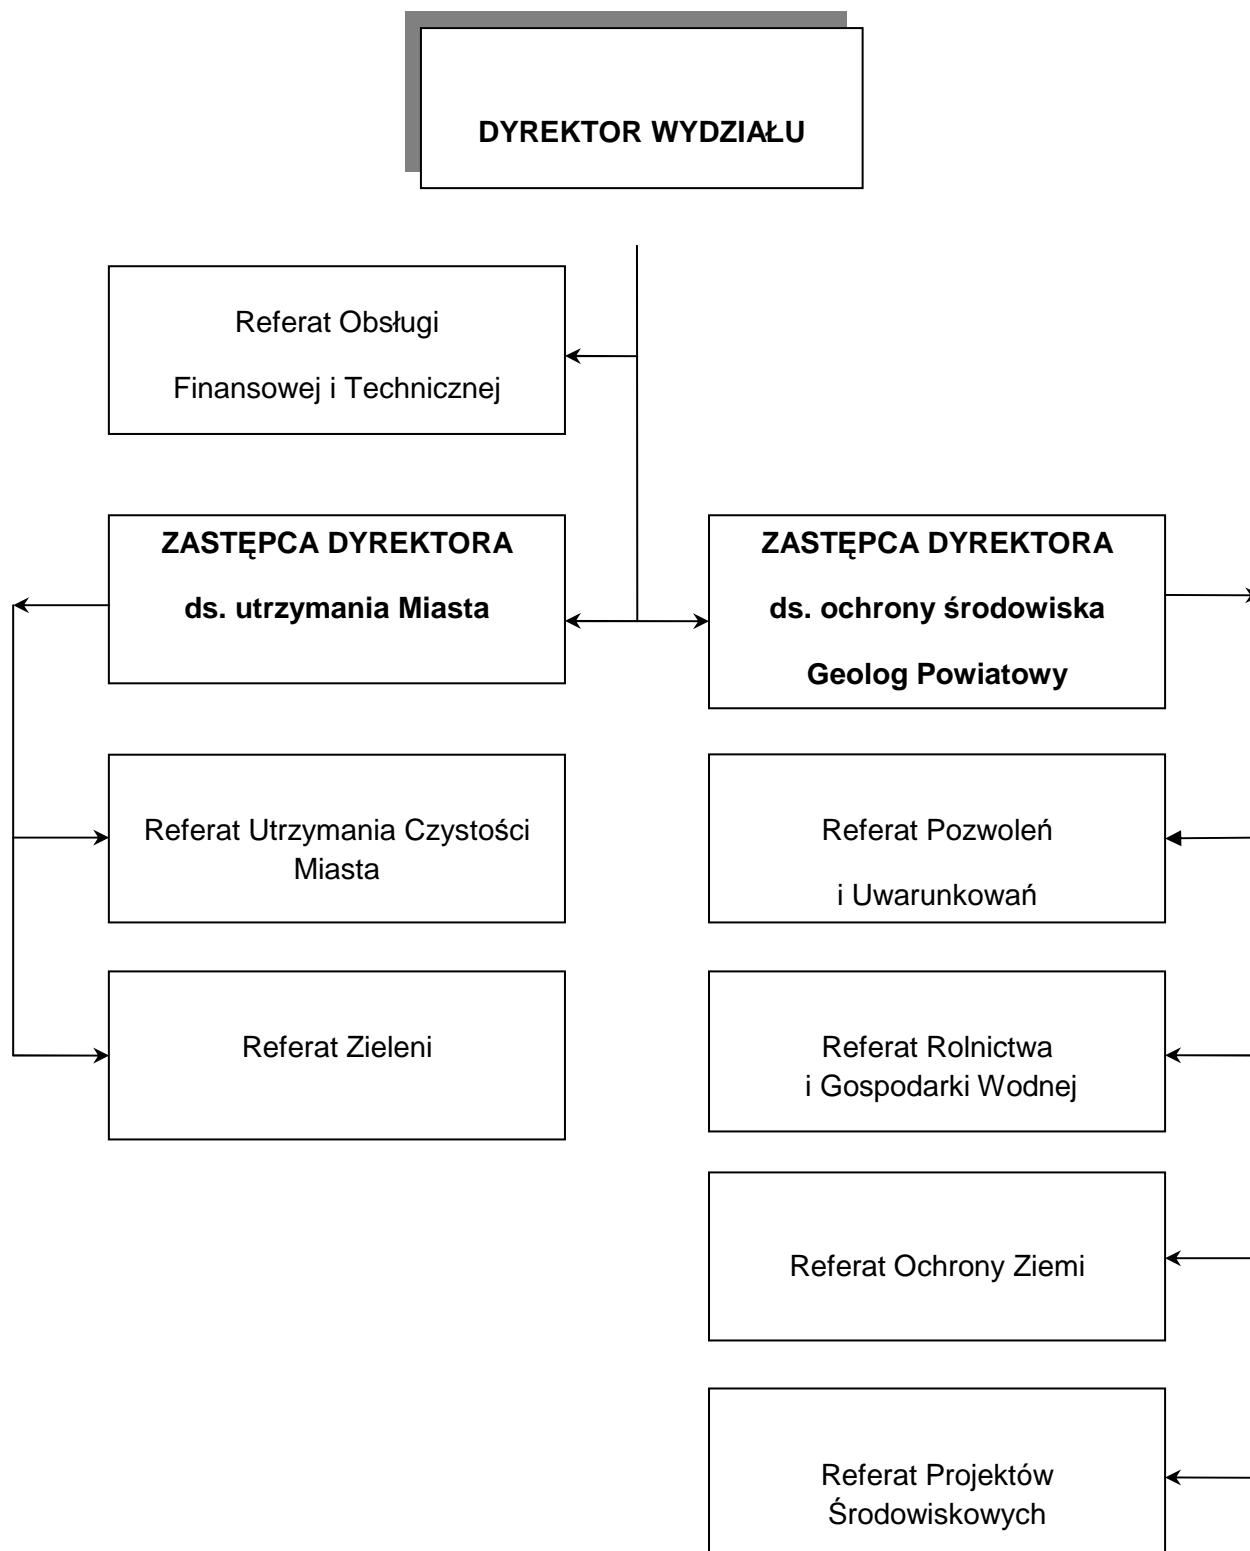 DYREKTOR WYDZIAŁU
Referat Obsługi
Finansowej i Technicznej
ZASTĘPCA DYREKTORA
ds. utrzymania Miasta
ZASTĘPCA DYREKTORA
ds. ochrony środowiska
Geolog Powiatowy
Referat Utrzymania Czystości
Miasta
Referat Pozwoleń
i Uwarunkowań
Referat Zieleni
Referat Rolnictwa
i Gospodarki Wodnej
Referat Ochrony Ziemi
Referat Projektów
Środowiskowych